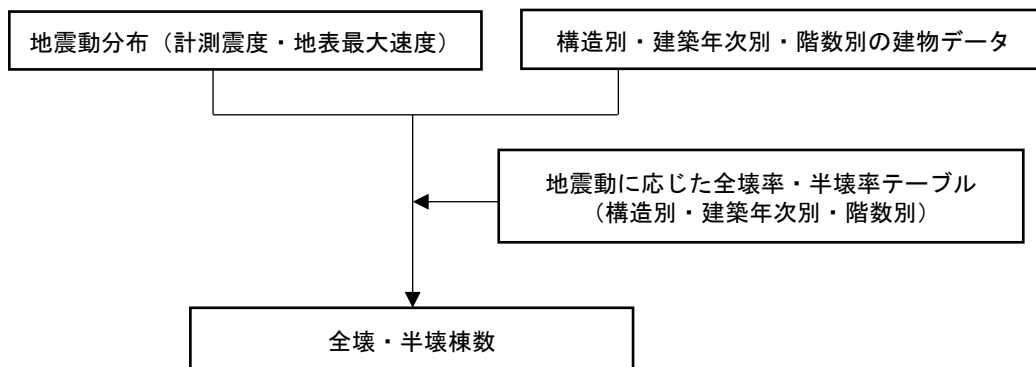 地震動分布（計測震度・地表最大速度）
構造別・建築年次別・階数別の建物データ
地震動に応じた全壊率・半壊率テーブル
（構造別・建築年次別・階数別）
全壊・半壊棟数